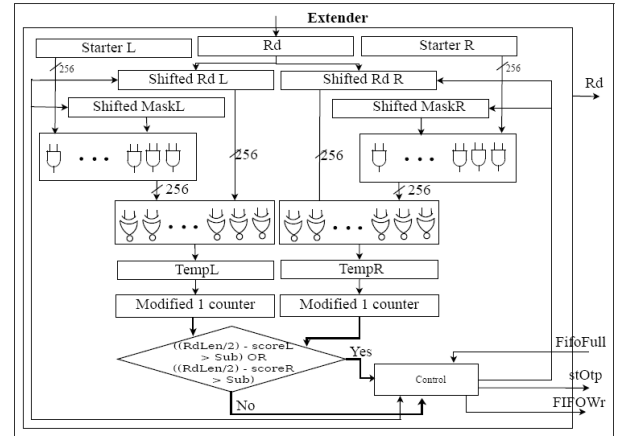 Extender
Starter L
Rd
Starter R
256
256
Shifted Rd L
Shifted Rd R
Rd
Shifted MaskL
Shifted MaskR
256
256
256
256
TempL
TempR
Modified 1 counter
Modified 1 counter
((RdLen/2) - scoreL
> Sub) OR
((RdLen/2) - scoreR
> Sub)
Yes
No
Control
FifoFull
stOtp
FIFOWr